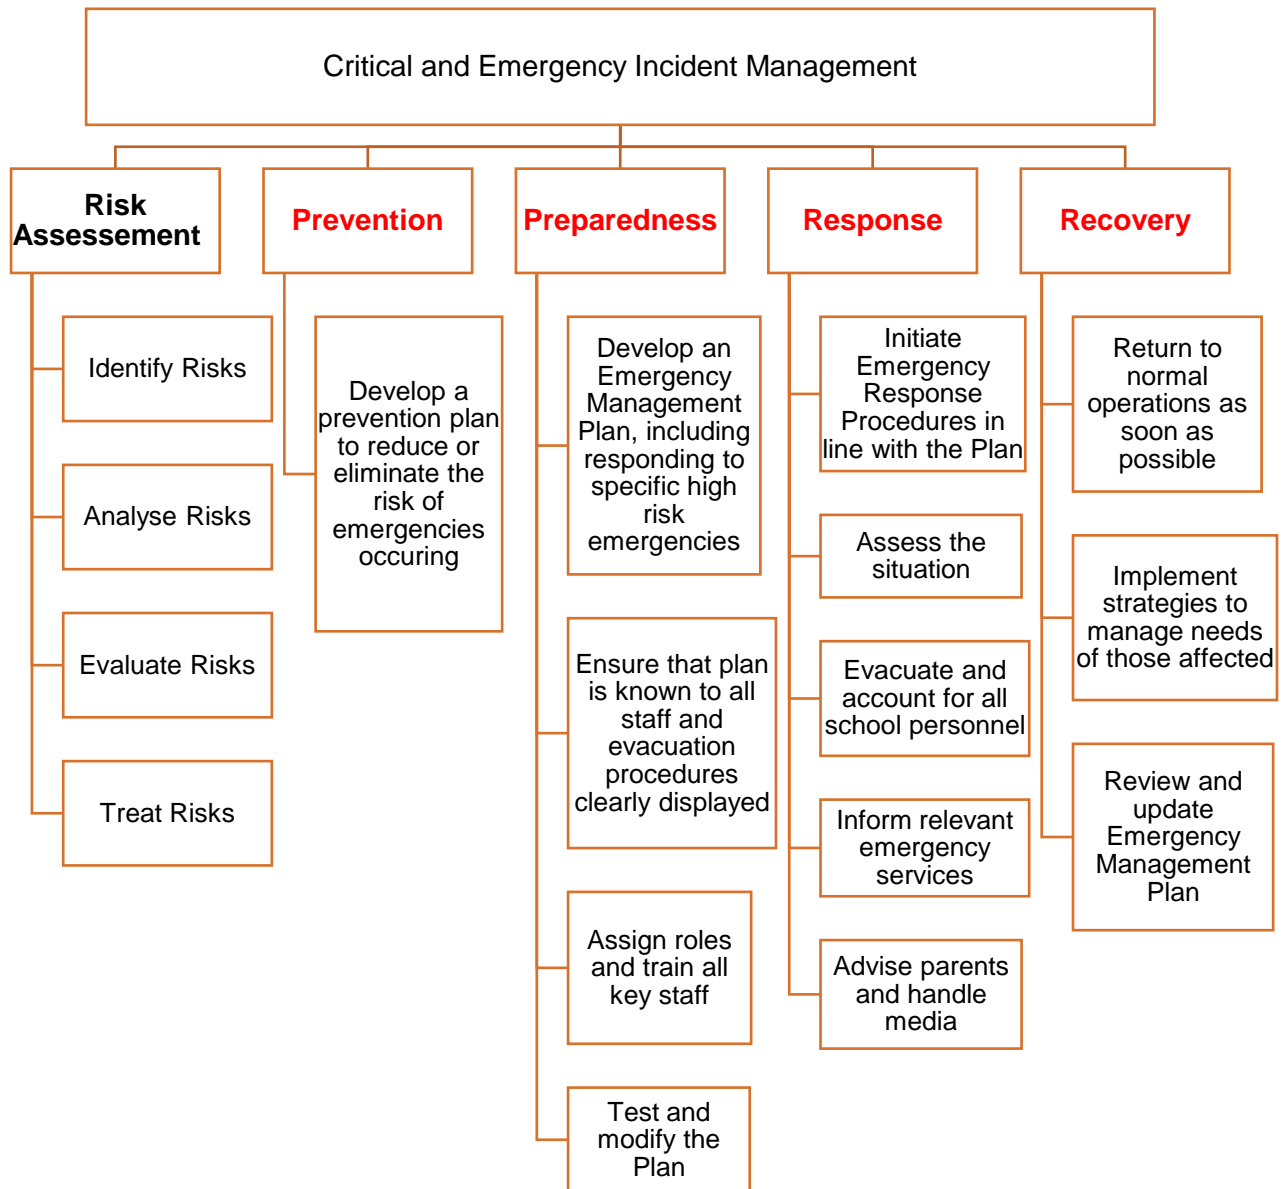 Critical and Emergency Incident Management
Risk
Assessement
Identify Risks
Analyse Risks
Evaluate Risks
Treat Risks
Prevention
Develop a
prevention plan
to reduce or
eliminate the
risk of
emergencies
occuring
Preparedness
Develop an
Emergency
Management
Plan, including
responding to
specific high
risk
emergencies
Ensure that plan
is known to all
staff and
evacuation
procedures
clearly displayed
Assign roles
and train all
key staff
Test and
modify the
Plan
Response
Initiate
Emergency
Response
Procedures in
line with the Plan
Assess the
situation
Evacuate and
account for all
school personnel
Inform relevant
emergency
services
Advise parents
and handle
media
Recovery
Return to
normal
operations as
soon as
possible
Implement
strategies to
manage needs
of those affected
Review and
update
Emergency
Management
Plan